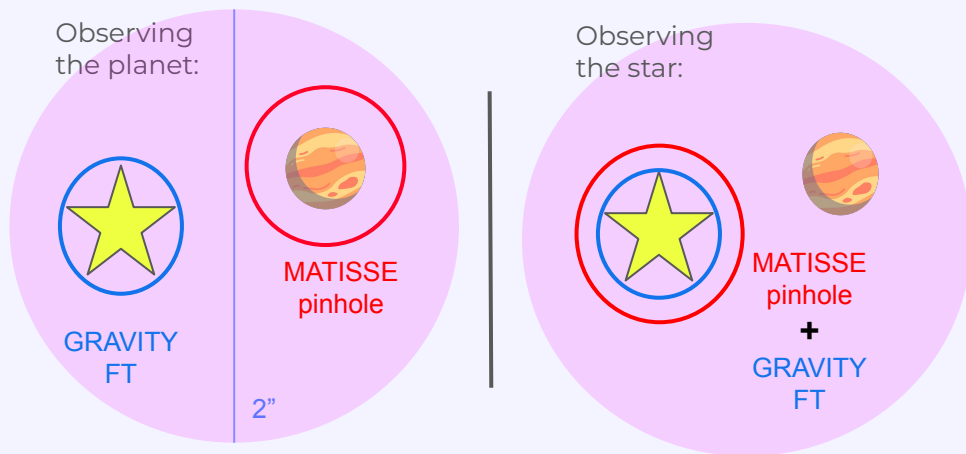 Observing
the planet:
MATISSE
pinhole
GRAVITY
FT
2”
Observing
the star:
MATISSE
pinhole
+
GRAVITY
FT